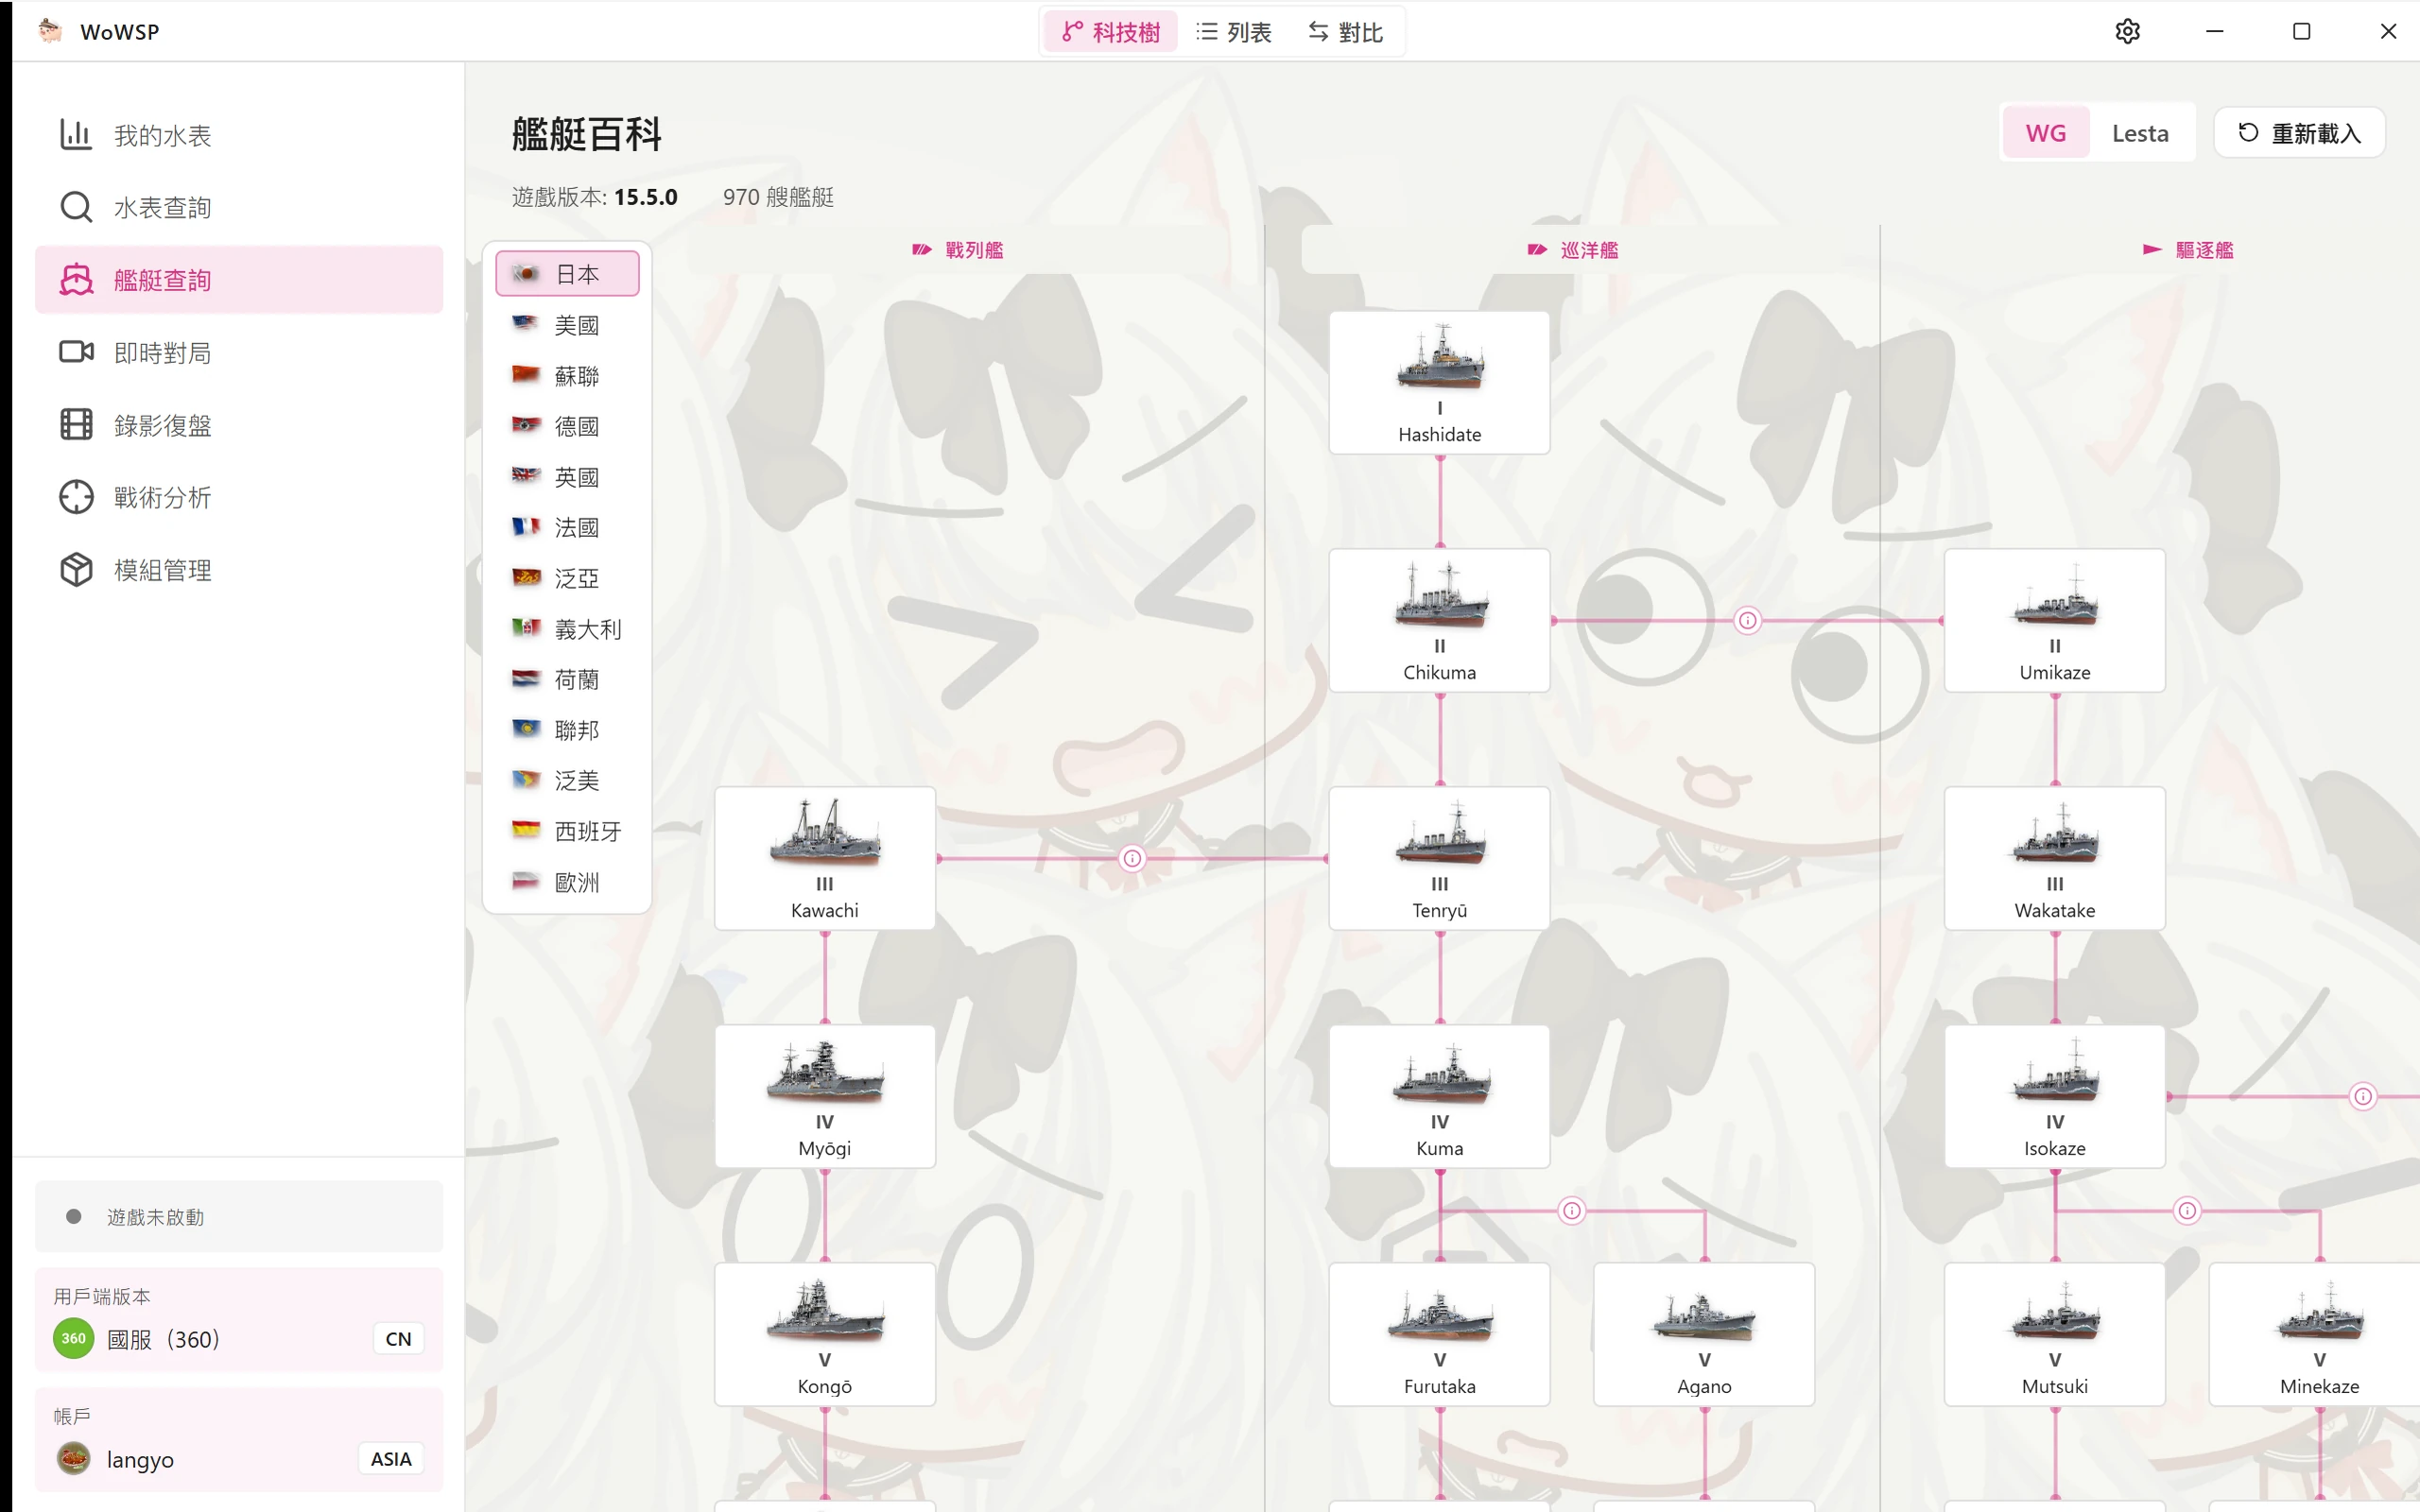 WoWSP
科技樹
列表
對比
我的水表
水表查詢
艦艇查詢
即時對局
錄影復盤
戰術分析
模組管理
遊戲未啟動
用戶端版本
360
國服（360）
CN
帳戶
langyo
ASIA
艦艇百科
WG
Lesta
重新載入
遊戲版本: 15.5.0
970 艘艦艇
日本
美國
蘇聯
德國
英國
法國
泛亞
義大利
荷蘭
聯邦
泛美
西班牙
歐洲
戰列艦
巡洋艦
驅逐艦
I
Hashidate
II
Chikuma
II
Umikaze
III
Kawachi
III
Tenryū
III
Wakatake
IV
Myōgi
IV
Kuma
IV
Isokaze
V
Kongō
V
Furutaka
V
Agano
V
Mutsuki
V
Minekaze